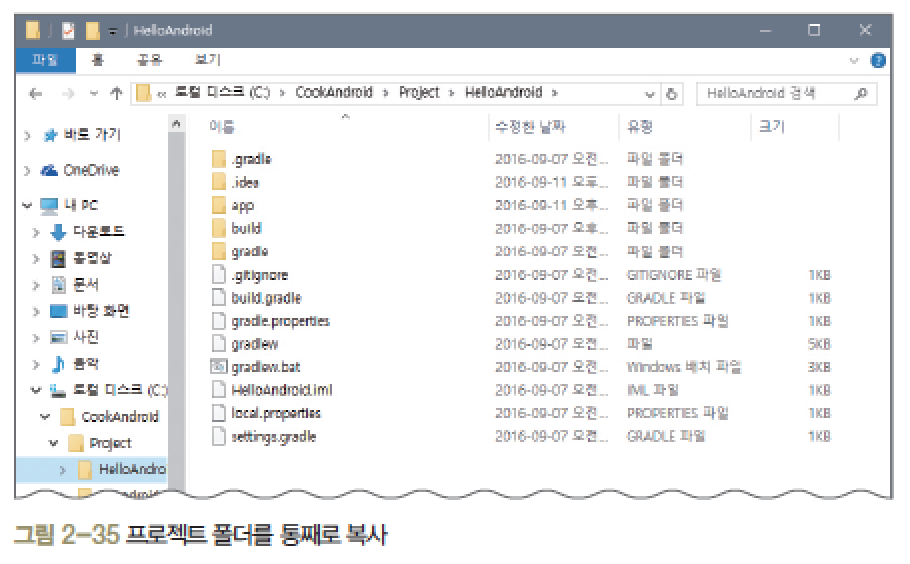 HelloAndroid
파일 홈 공유 보기
« 로컬 디스크 (C:) > CookAndroid > Project > HelloAndroid > HelloAndroid 검색
이름 수정한 날짜 유형 크기
바로 가기
OneDrive
내 PC
다운로드
동영상
문서
바탕 화면
사진
음악
로컬 디스크 (C:)
CookAndroid
Project
HelloAndro
.gradle 2016-09-07 오전... 파일 폴더
.idea 2016-09-11 오후... 파일 폴더
app 2016-09-11 오후... 파일 폴더
build 2016-09-07 오후... 파일 폴더
gradle 2016-09-07 오전... 파일 폴더
.gitignore 2016-09-07 오전... GITIGNORE 파일 1KB
build.gradle 2016-09-07 오전... GRADLE 파일 1KB
gradle.properties 2016-09-07 오전... PROPERTIES 파일 1KB
gradlew 2016-09-07 오전... 파일 5KB
gradlew.bat 2016-09-07 오전... Windows 배치 파일 3KB
HelloAndroid.iml 2016-09-07 오전... IML 파일 1KB
local.properties 2016-09-07 오전... PROPERTIES 파일 1KB
settings.gradle 2016-09-07 오전... GRADLE 파일 1KB
그림 2-35 프로젝트 폴더를 통째로 복사